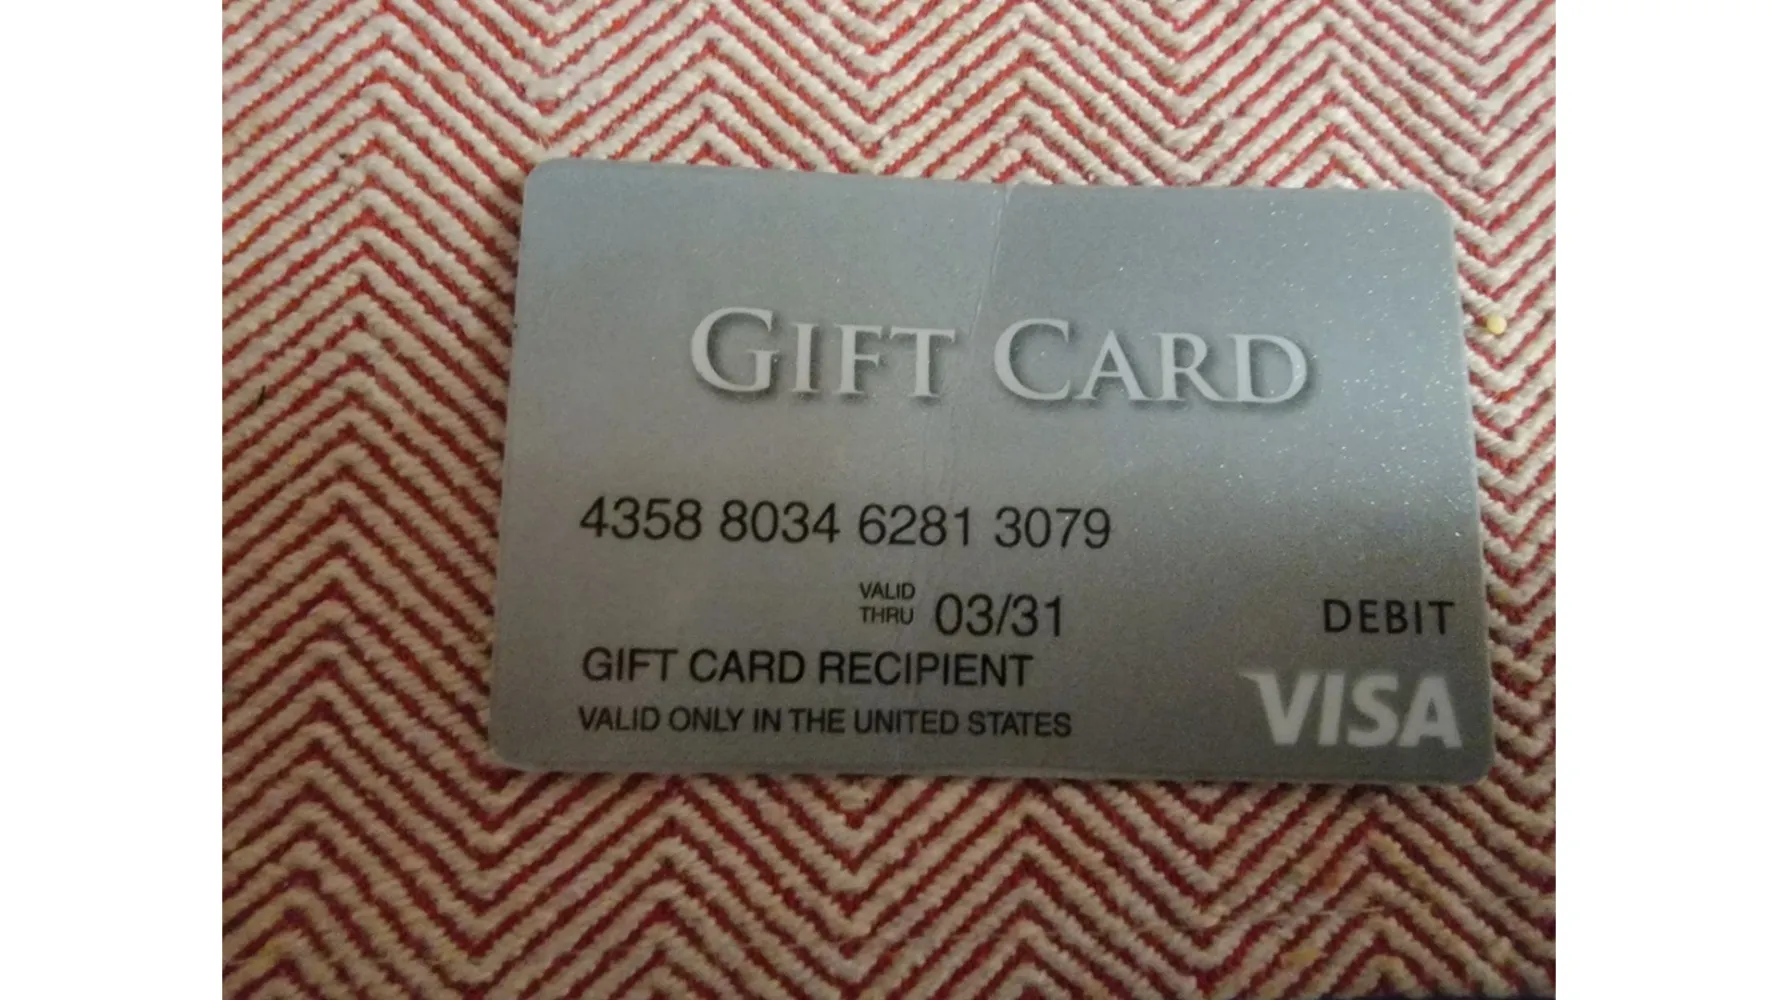 GIFT CARD
4358 8034 6281 3079
VALID
THRU 03/31
DEBIT
GIFT CARD RECIPIENT
VALID ONLY IN THE UNITED STATES
VISA